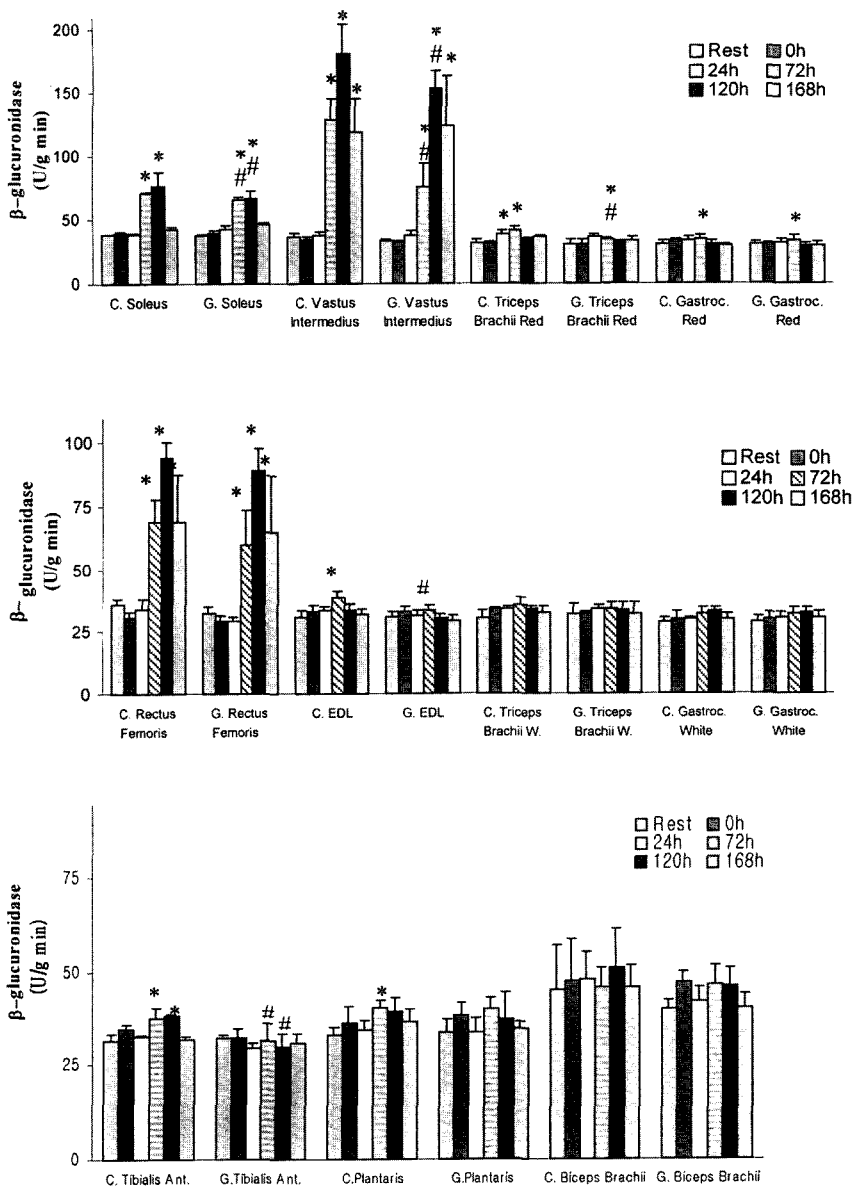 200
150
100
50
0
β-glucuronidase
(U/g min)
Rest 0h
24h 72h
120h 168h
* * * # * # * * * * # * # * * * * # * *
C. Soleus G. Soleus C. Vastus Intermedius G. Vastus Intermedius C. Triceps Brachii Red G. Triceps Brachii Red C. Gastroc. Red G. Gastroc. Red
100
75
50
25
0
β-glucuronidase
(U/g min)
Rest 0h
24h 72h
120h 168h
* * * * * * * #
C. Rectus Femoris G. Rectus Femoris C. EDL G. EDL C. Triceps Brachii W. G. Triceps Brachii W. C. Gastroc. White G. Gastroc. White
75
50
25
0
β-glucuronidase
(U/g min)
Rest 0h
24h 72h
120h 168h
* * # # *
C. Tibialis Ant. G.Tibialis Ant. C.Plantaris G.Plantaris C. Biceps Brachii G. Biceps Brachii